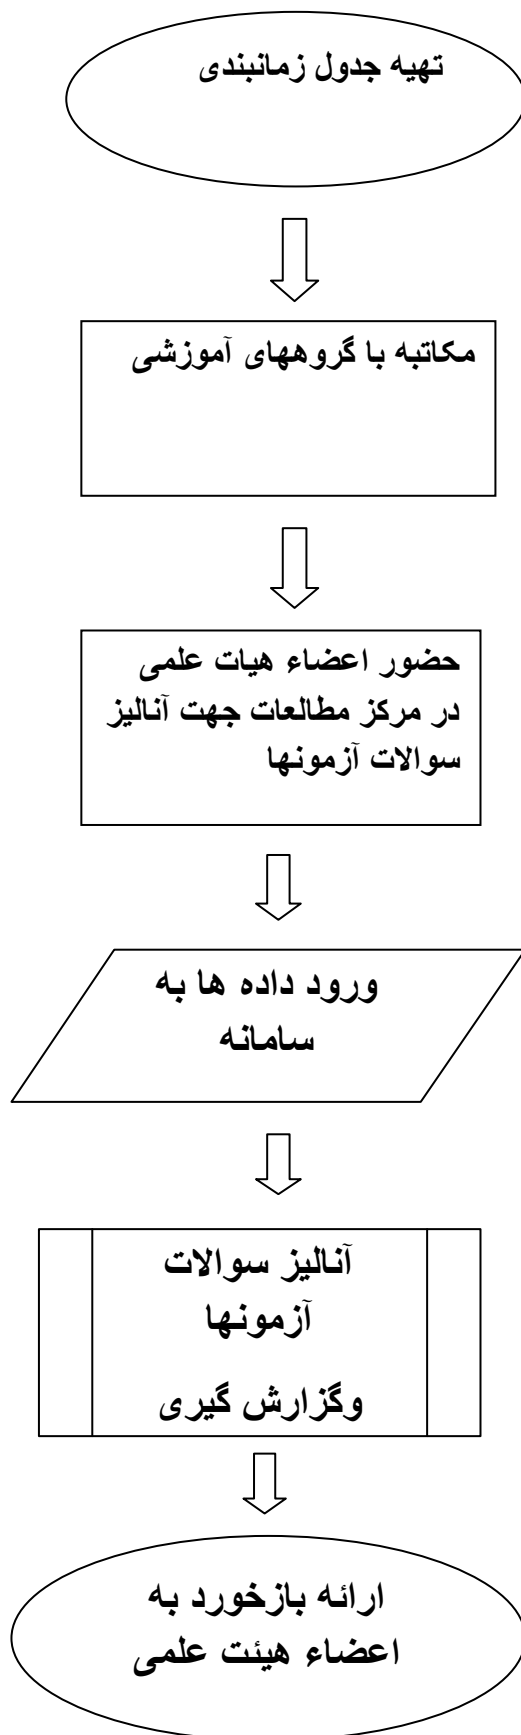 تهیه جدول زمانبندی
مکاتبه با گروههای آموزشی
حضور اعضاء هیات علمی
در مرکز مطالعات جهت آنالیز
سوالات آزمونها
ورود داده ها به
سامانه
آنالیز سوالات
آزمونها
وگزارش گیری
ارائه بازخورد به
اعضاء هیئت علمی